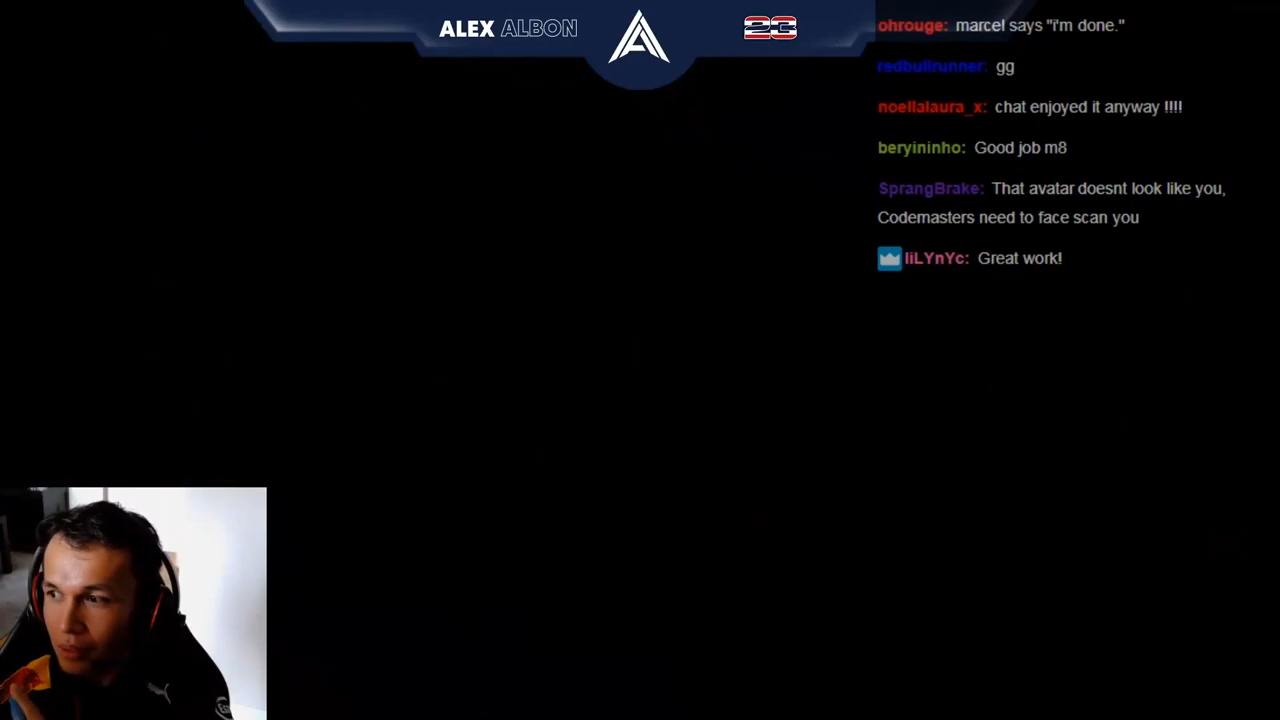 ALEX ALBON
23
ohrouge: marcel says "i'm done."
redbullrunner: gg
noellalaura_x: chat enjoyed it anyway !!!!
beryininho: Good job m8
SprangBrake: That avatar doesnt look like you,
Codemasters need to face scan you
liLYnYc: Great work!